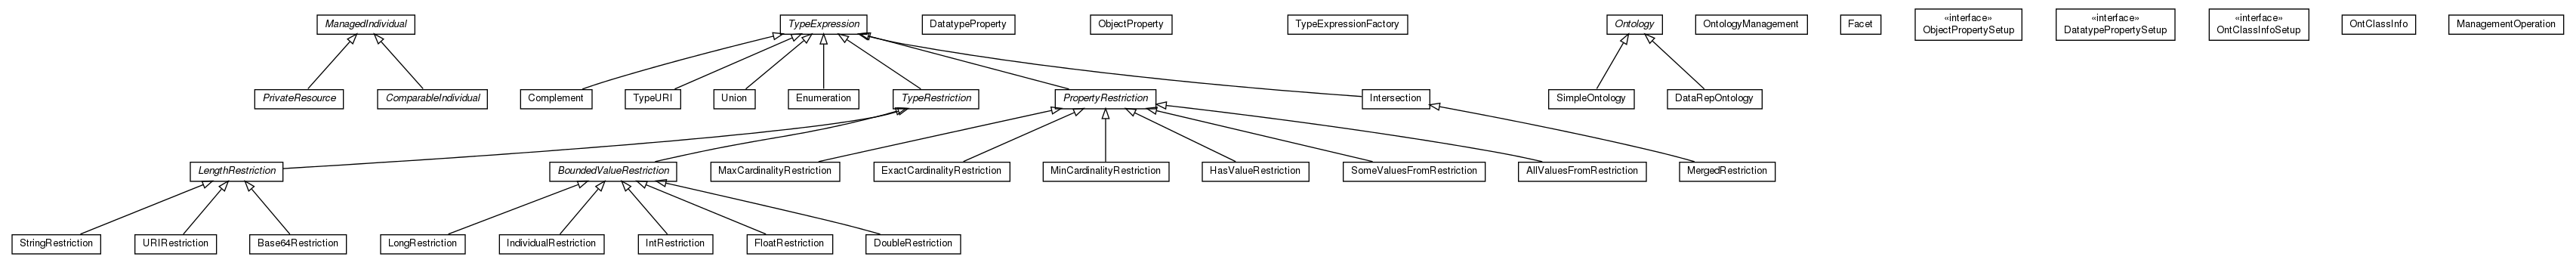 ManagedIndividual
TypeExpression
DatatypeProperty
ObjectProperty
TypeExpressionFactory
Ontology
OntologyManagement
Facet
«interface»
ObjectPropertySetup
«interface»
DatatypePropertySetup
«interface»
OntClassInfoSetup
OntClassInfo
ManagementOperation
PrivateResource
ComparableIndividual
Complement
TypeURI
Union
Enumeration
TypeRestriction
PropertyRestriction
Intersection
SimpleOntology
DataRepOntology
LengthRestriction
BoundedValueRestriction
MaxCardinalityRestriction
ExactCardinalityRestriction
MinCardinalityRestriction
HasValueRestriction
SomeValuesFromRestriction
AllValuesFromRestriction
MergedRestriction
StringRestriction
URIRestriction
Base64Restriction
LongRestriction
IndividualRestriction
IntRestriction
FloatRestriction
DoubleRestriction